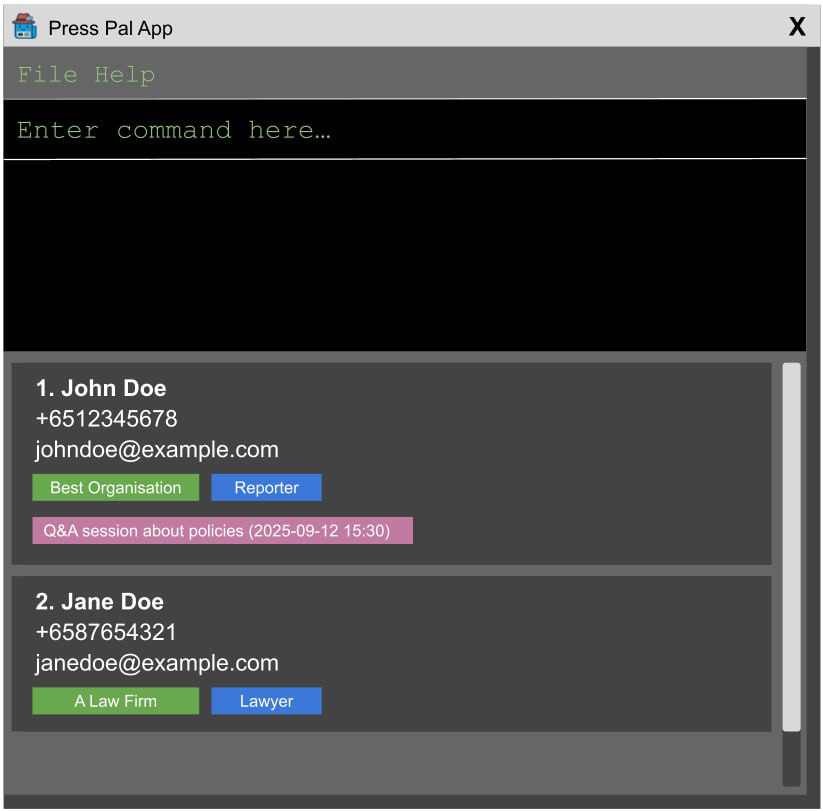 Press Pal App X
File Help
Enter command here…
1. John Doe
+6512345678
johndoe@example.com
Best Organisation Reporter
Q&A session about policies (2025-09-12 15:30)
2. Jane Doe
+6587654321
janedoe@example.com
A Law Firm Lawyer